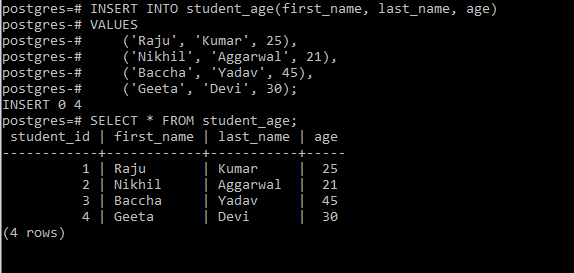 postgres=# INSERT INTO student_age(first_name, last_name, age)
postgres-# VALUES
postgres-#     ('Raju', 'Kumar', 25),
postgres-#     ('Nikhil', 'Aggarwal', 21),
postgres-#     ('Baccha', 'Yadav', 45),
postgres-#     ('Geeta', 'Devi', 30);
INSERT 0 4
postgres=# SELECT * FROM student_age;
 student_id | first_name | last_name | age
------------+------------+-----------+-----
          1 | Raju       | Kumar     |  25
          2 | Nikhil     | Aggarwal  |  21
          3 | Baccha     | Yadav     |  45
          4 | Geeta      | Devi      |  30
(4 rows)